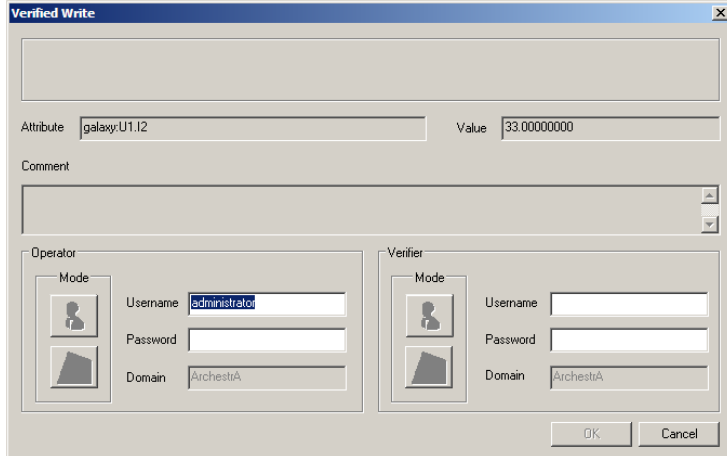 Verified Write
Attribute galaxy:U1.I2 Value 33.00000000
Comment
Operator Verifier
Mode Mode
Username administrator Username
Password Password
Domain ArchestrA Domain ArchestrA
OK Cancel